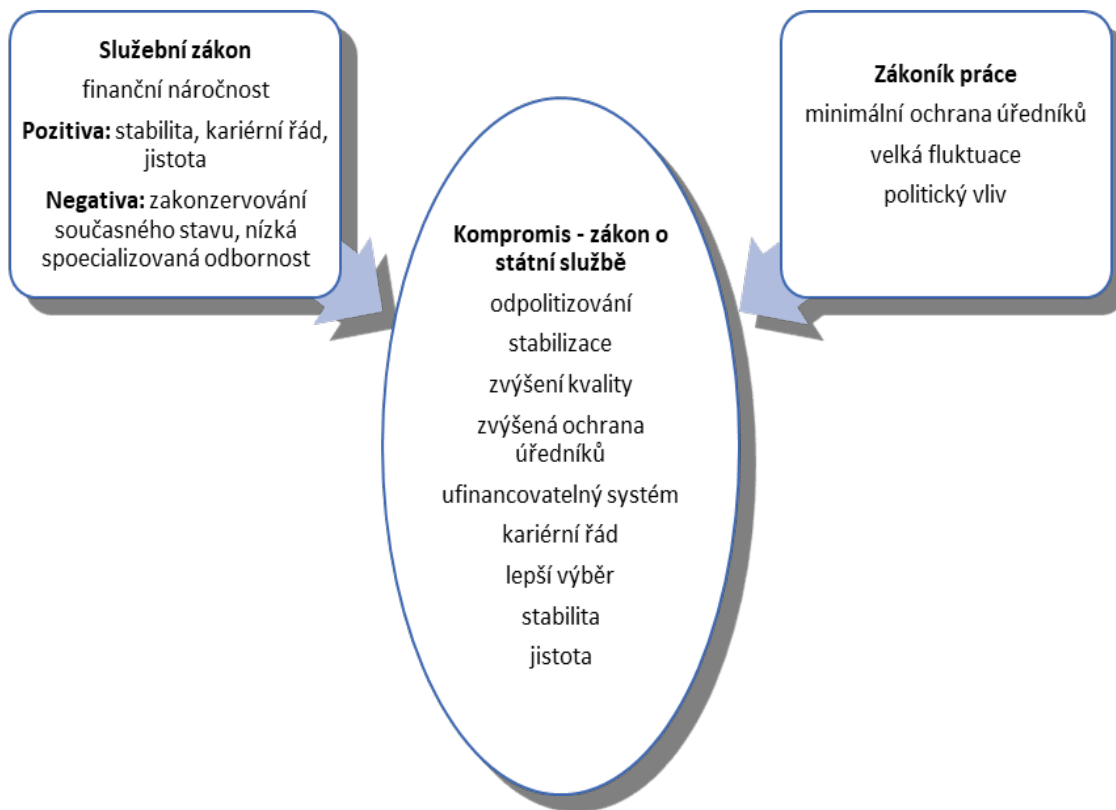 Služební zákon
finanční náročnost
Pozitiva: stabilita, kariérní řád,
jistota
Negativa: zakonzervování
současného stavu, nízká
spoecializovaná odbornost
Zákoník práce
minimální ochrana úředníků
velká fluktuace
politický vliv
Kompromis - zákon o
státní službě
odpolitizování
stabilizace
zvýšení kvality
zvýšená ochrana
úředníků
ufinancovatelný systém
kariérní řád
lepší výběr
stabilita
jistota